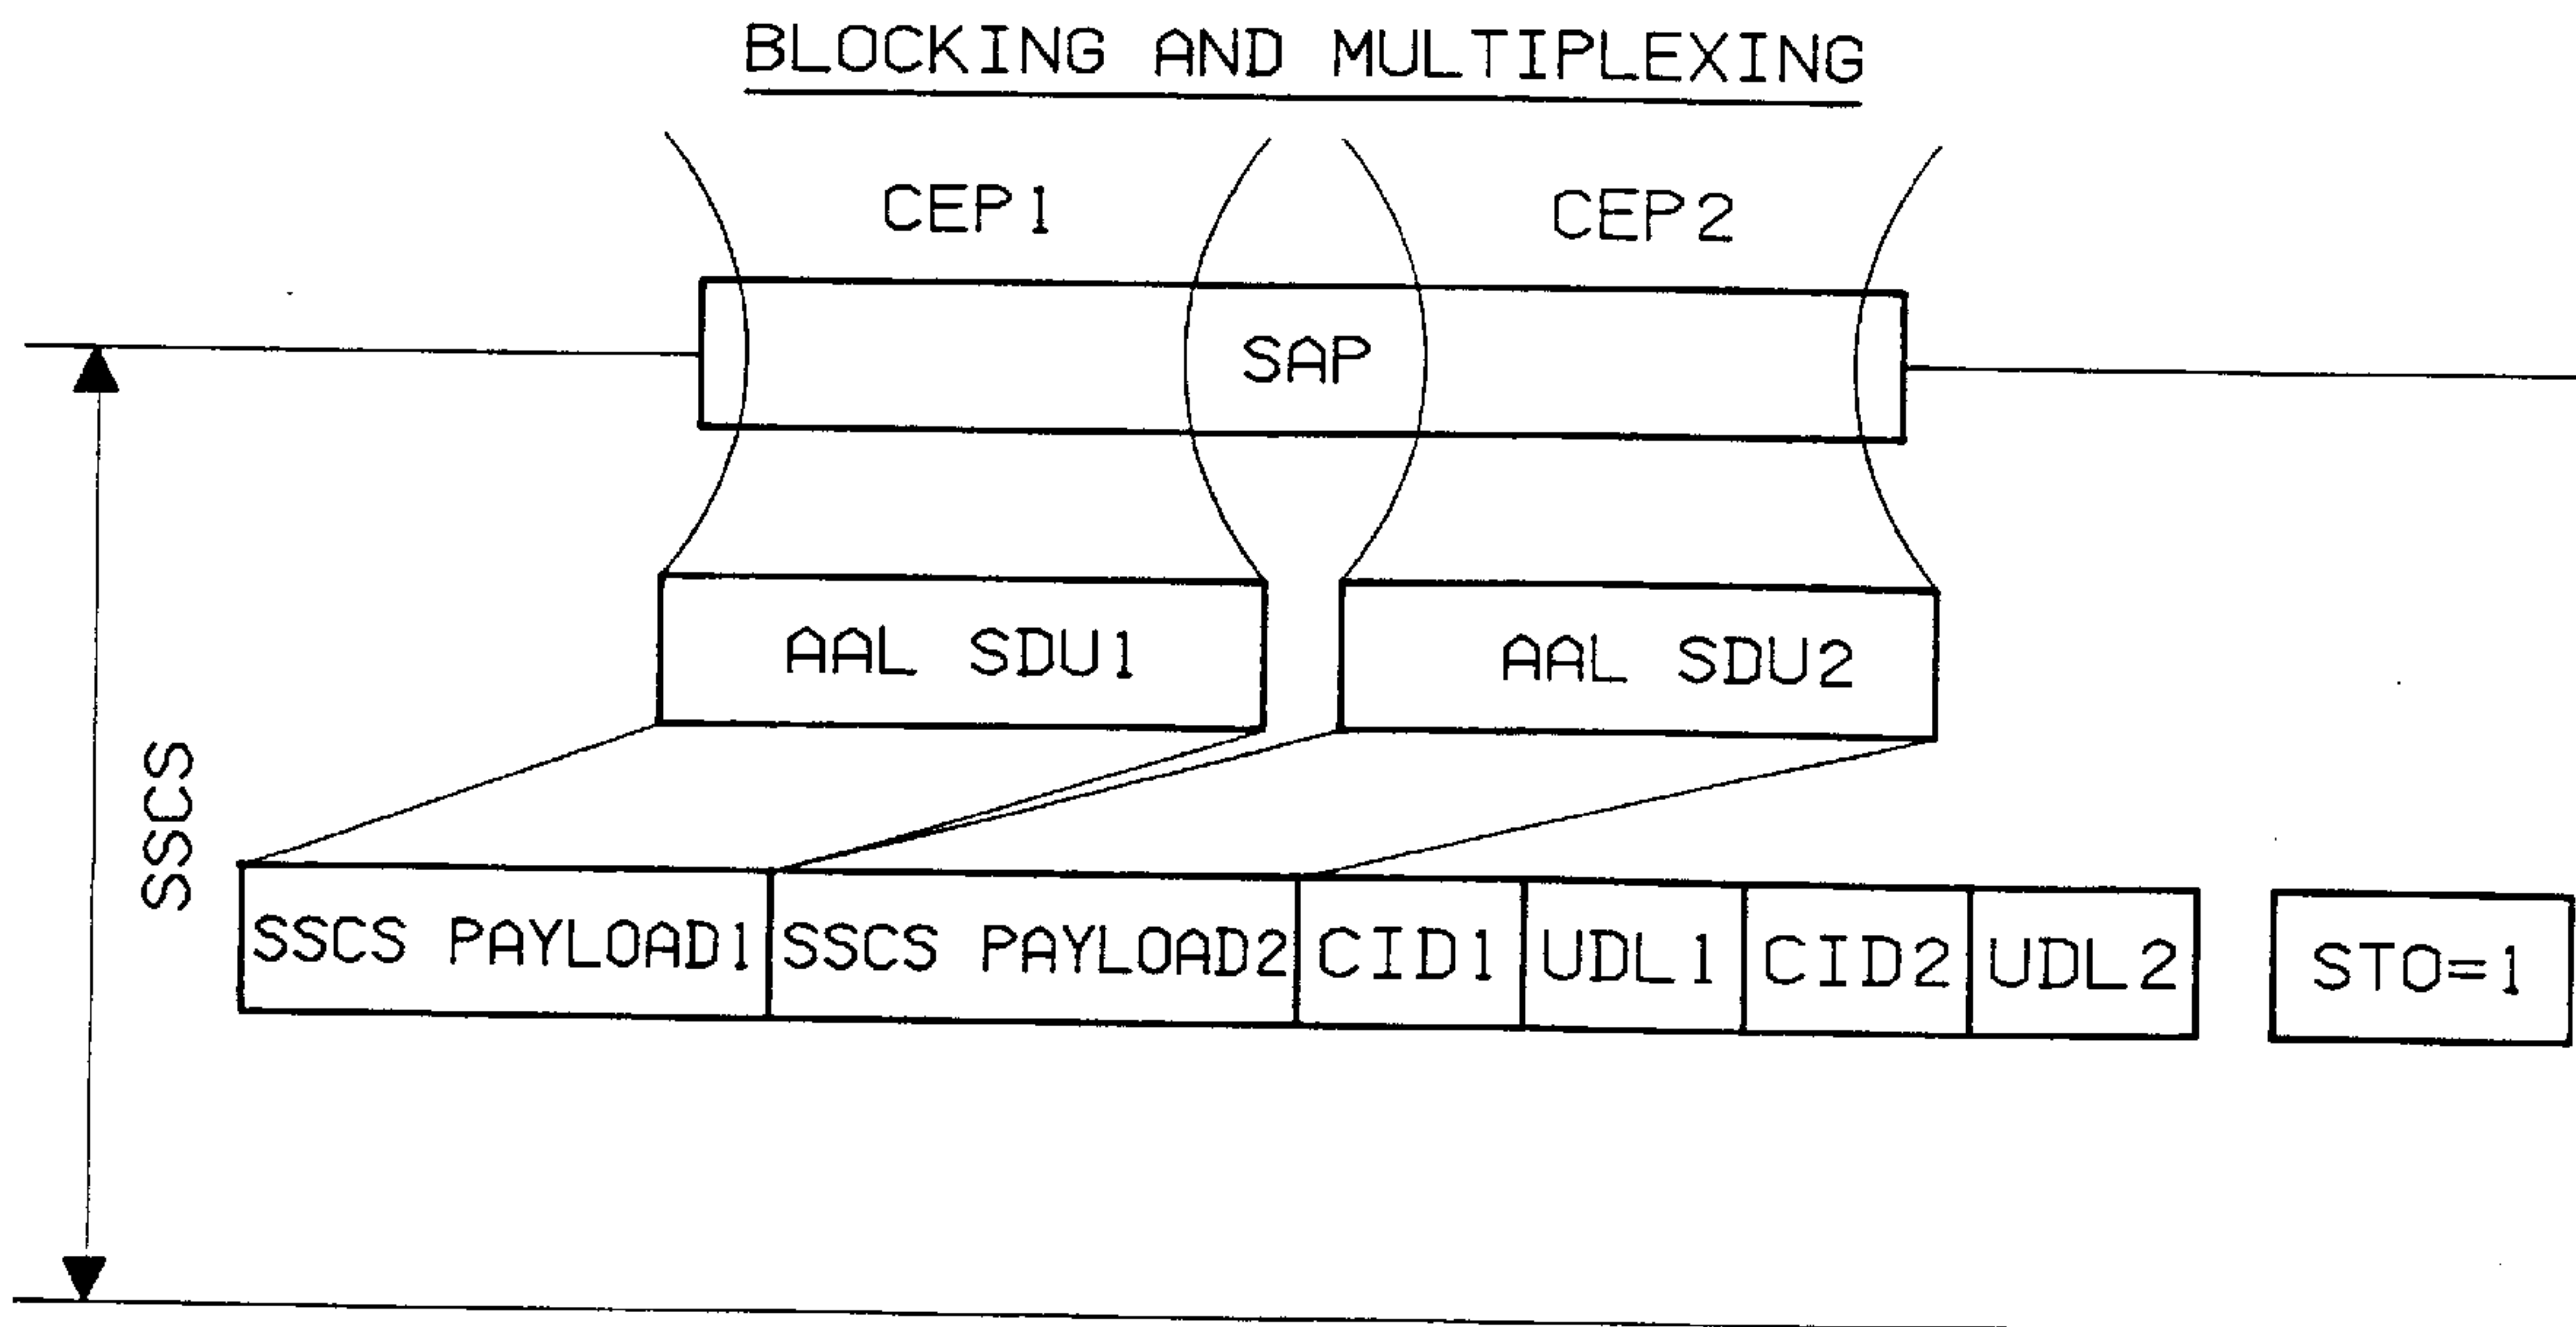 BLOCKING AND MULTIPLEXING
CEP1 CEP2
SAP
AAL SDU1 AAL SDU2
SSCS
SSCS PAYLOAD1 SSCS PAYLOAD2 CID1 UDL1 CID2 UDL2 STO=1